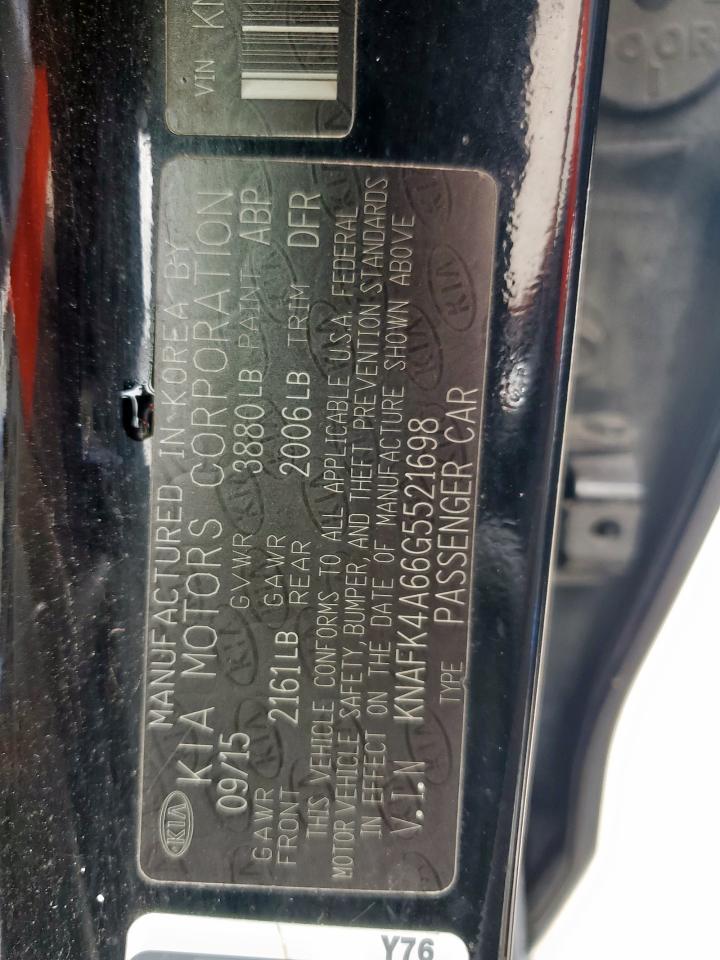 VIN KN
KIA
MANUFACTURED IN KOREA BY
KIA MOTORS CORPORATION
09/15 GVWR 3880LB PAINT ABP
GAWR FRONT 2161LB GAWR REAR 2006LB TRIM DFR
THIS VEHICLE CONFORMS TO ALL APPLICABLE U.S.A. FEDERAL
MOTOR VEHICLE, SAFETY, BUMPER, AND THEFT PREVENTION STANDARDS
IN EFFECT ON THE DATE OF MANUFACTURE SHOWN ABOVE
V.I.N KNAFK4A66G5521698
TYPE PASSENGER CAR
Y76